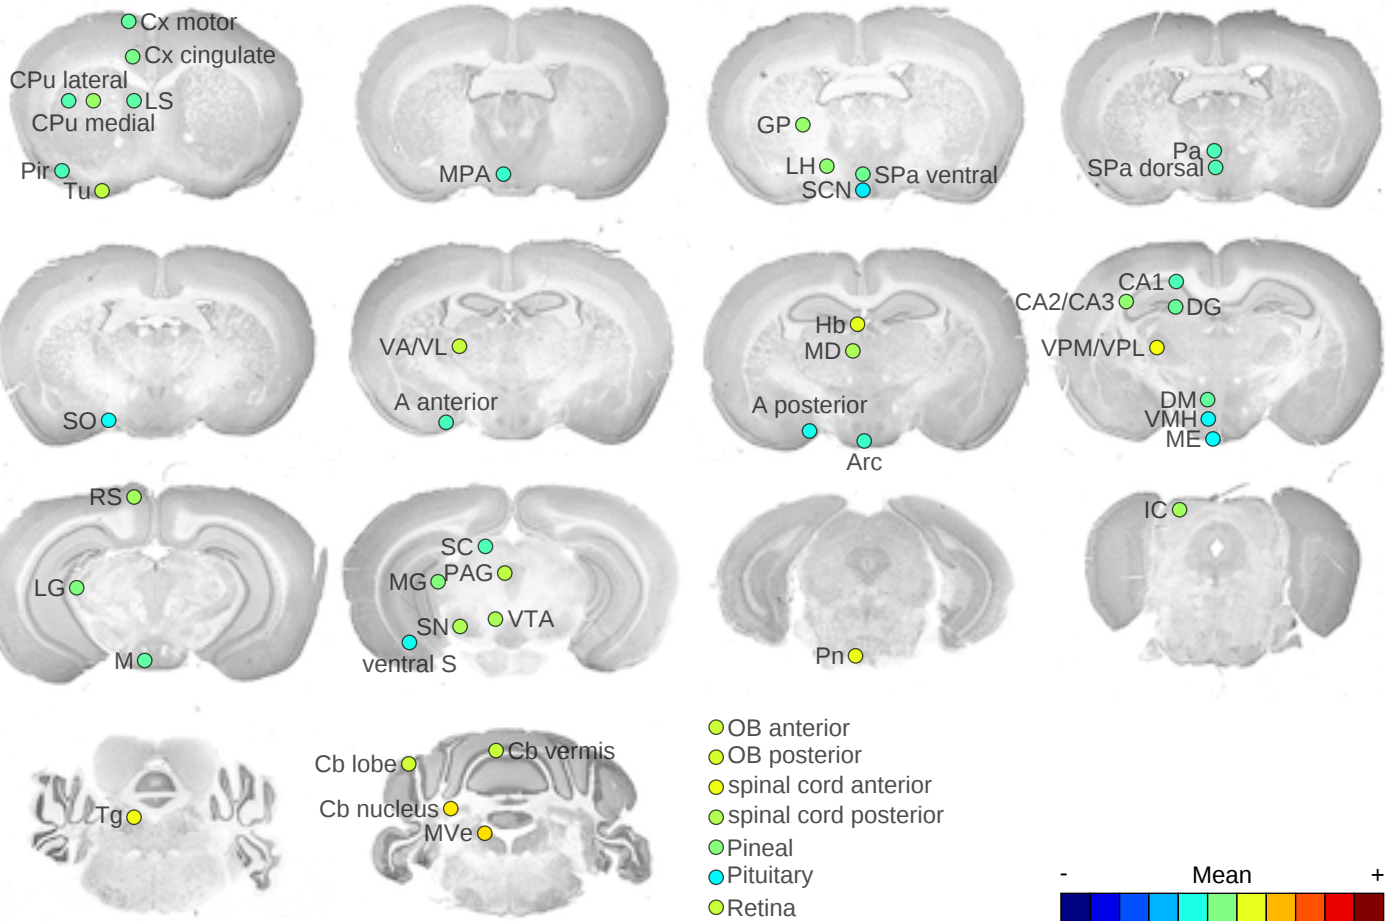 Cx motor
Cx cingulate
CPu lateral
LS
CPu medial
Pir
Tu
MPA
GP
LH
SPa ventral
SCN
Pa
SPa dorsal
SO
VA/VL
A anterior
Hb
MD
A posterior
Arc
CA1
CA2/CA3
DG
VPM/VPL
DM
VMH
ME
RS
LG
M
SC
MG
PAG
SN
VTA
ventral S
Pn
IC
Tg
Cb lobe
Cb vermis
Cb nucleus
MVe
OB anterior
OB posterior
spinal cord anterior
spinal cord posterior
Pineal
Pituitary
Retina
- Mean +